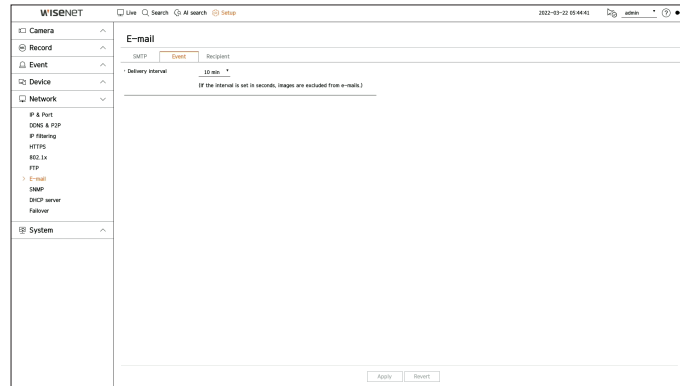 WISENET
Live Search AI search Setup 2022-03-22 05:44:41 admin ?
Camera
Record
Event
Device
Network
IP & Port
DDNS & P2P
IP filtering
HTTPS
802.1x
FTP
E-mail
SNMP
DHCP server
Failover
System
E-mail
SMTP Event Recipient
Delivery interval 10 min
(If the interval is set in seconds, images are excluded from e-mails.)
Apply Revert